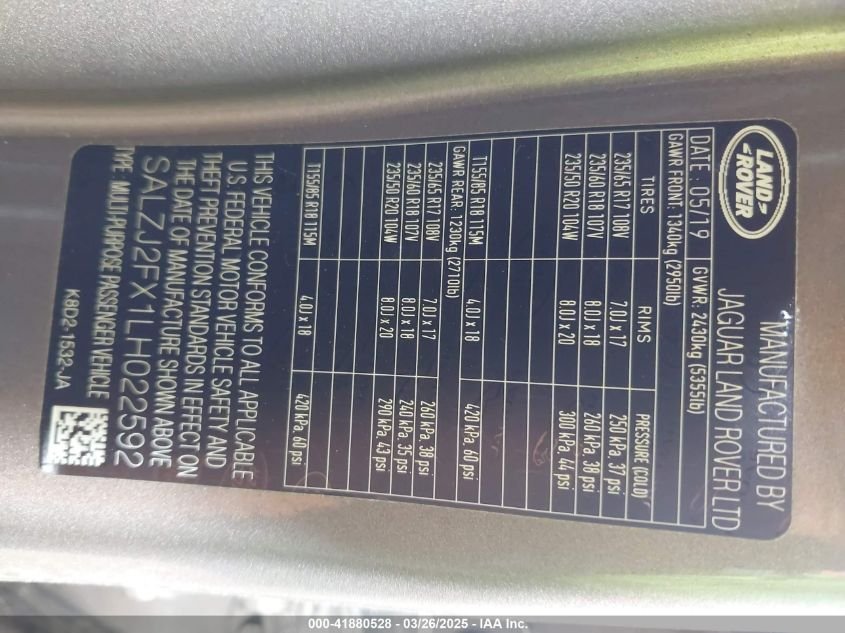 LAND
ROVER
MANUFACTURED BY
JAGUAR LAND ROVER LTD
DATE: 05/19 GVWR: 2430kg (5355lb)
GAWR FRONT: 1340kg (2950lb)
TIRES RIMS PRESSURE (COLD)
235/65 R17 108V 7.0J x 17 250 kPa, 37 psi
235/60 R18 107V 8.0J x 18 260 kPa, 38 psi
235/50 R20 104W 8.0J x 20 300 kPa, 44 psi
T155/85 R18 115M 4.0J x 18 420 kPa, 60 psi
GAWR REAR: 1230kg (2710lb)
235/65 R17 108V 7.0J x 17 260 kPa, 38 psi
235/60 R18 107V 8.0J x 18 240 kPa, 35 psi
235/50 R20 104W 8.0J x 20 290 kPa, 43 psi
T155/85 R18 115M 4.0J x 18 420 kPa, 60 psi
THIS VEHICLE CONFORMS TO ALL APPLICABLE
U.S. FEDERAL MOTOR VEHICLE SAFETY AND
THEFT PREVENTION STANDARDS IN EFFECT ON
THE DATE OF MANUFACTURE SHOWN ABOVE
SALZJ2FX1LH022592
TYPE: MULTI-PURPOSE PASSENGER VEHICLE
K8D2-1532-JA
000-41880528 - 03/26/2025 - IAA Inc.